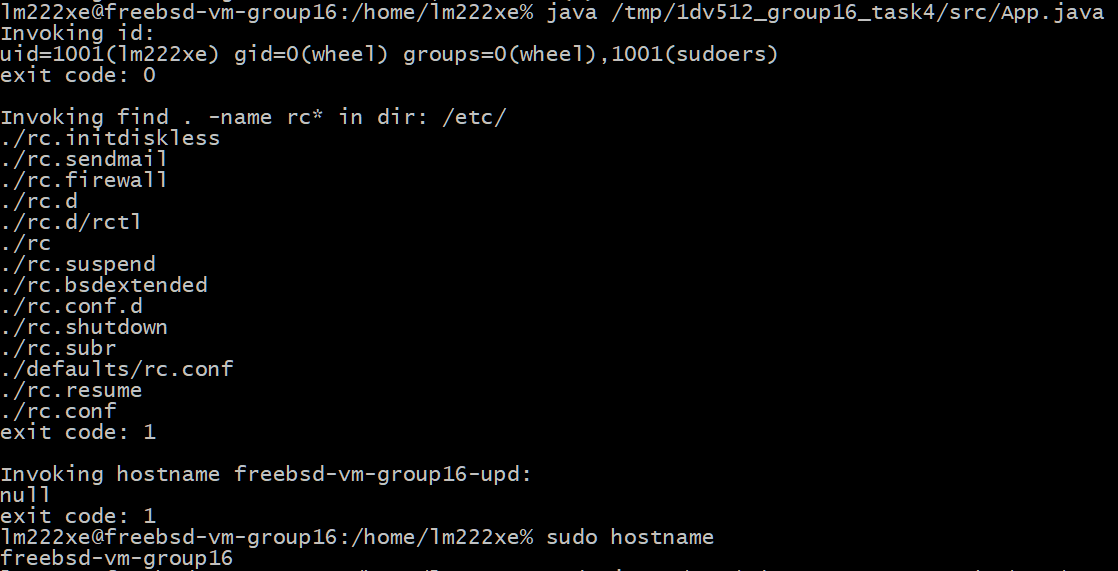 lm222xe@freebsd-vm-group16:/home/lm222xe% java /tmp/1dv512_group16_task4/src/App.java
Invoking id:
uid=1001(lm222xe) gid=0(wheel) groups=0(wheel),1001(sudoers)
exit code: 0
Invoking find . -name rc* in dir: /etc/
./rc.initdiskless
./rc.sendmail
./rc.firewall
./rc.d
./rc.d/rctl
./rc
./rc.suspend
./rc.bsdextended
./rc.conf.d
./rc.shutdown
./rc.subr
./defaults/rc.conf
./rc.resume
./rc.conf
exit code: 1
Invoking hostname freebsd-vm-group16-upd:
null
exit code: 1
lm222xe@freebsd-vm-group16:/home/lm222xe% sudo hostname
freebsd-vm-group16